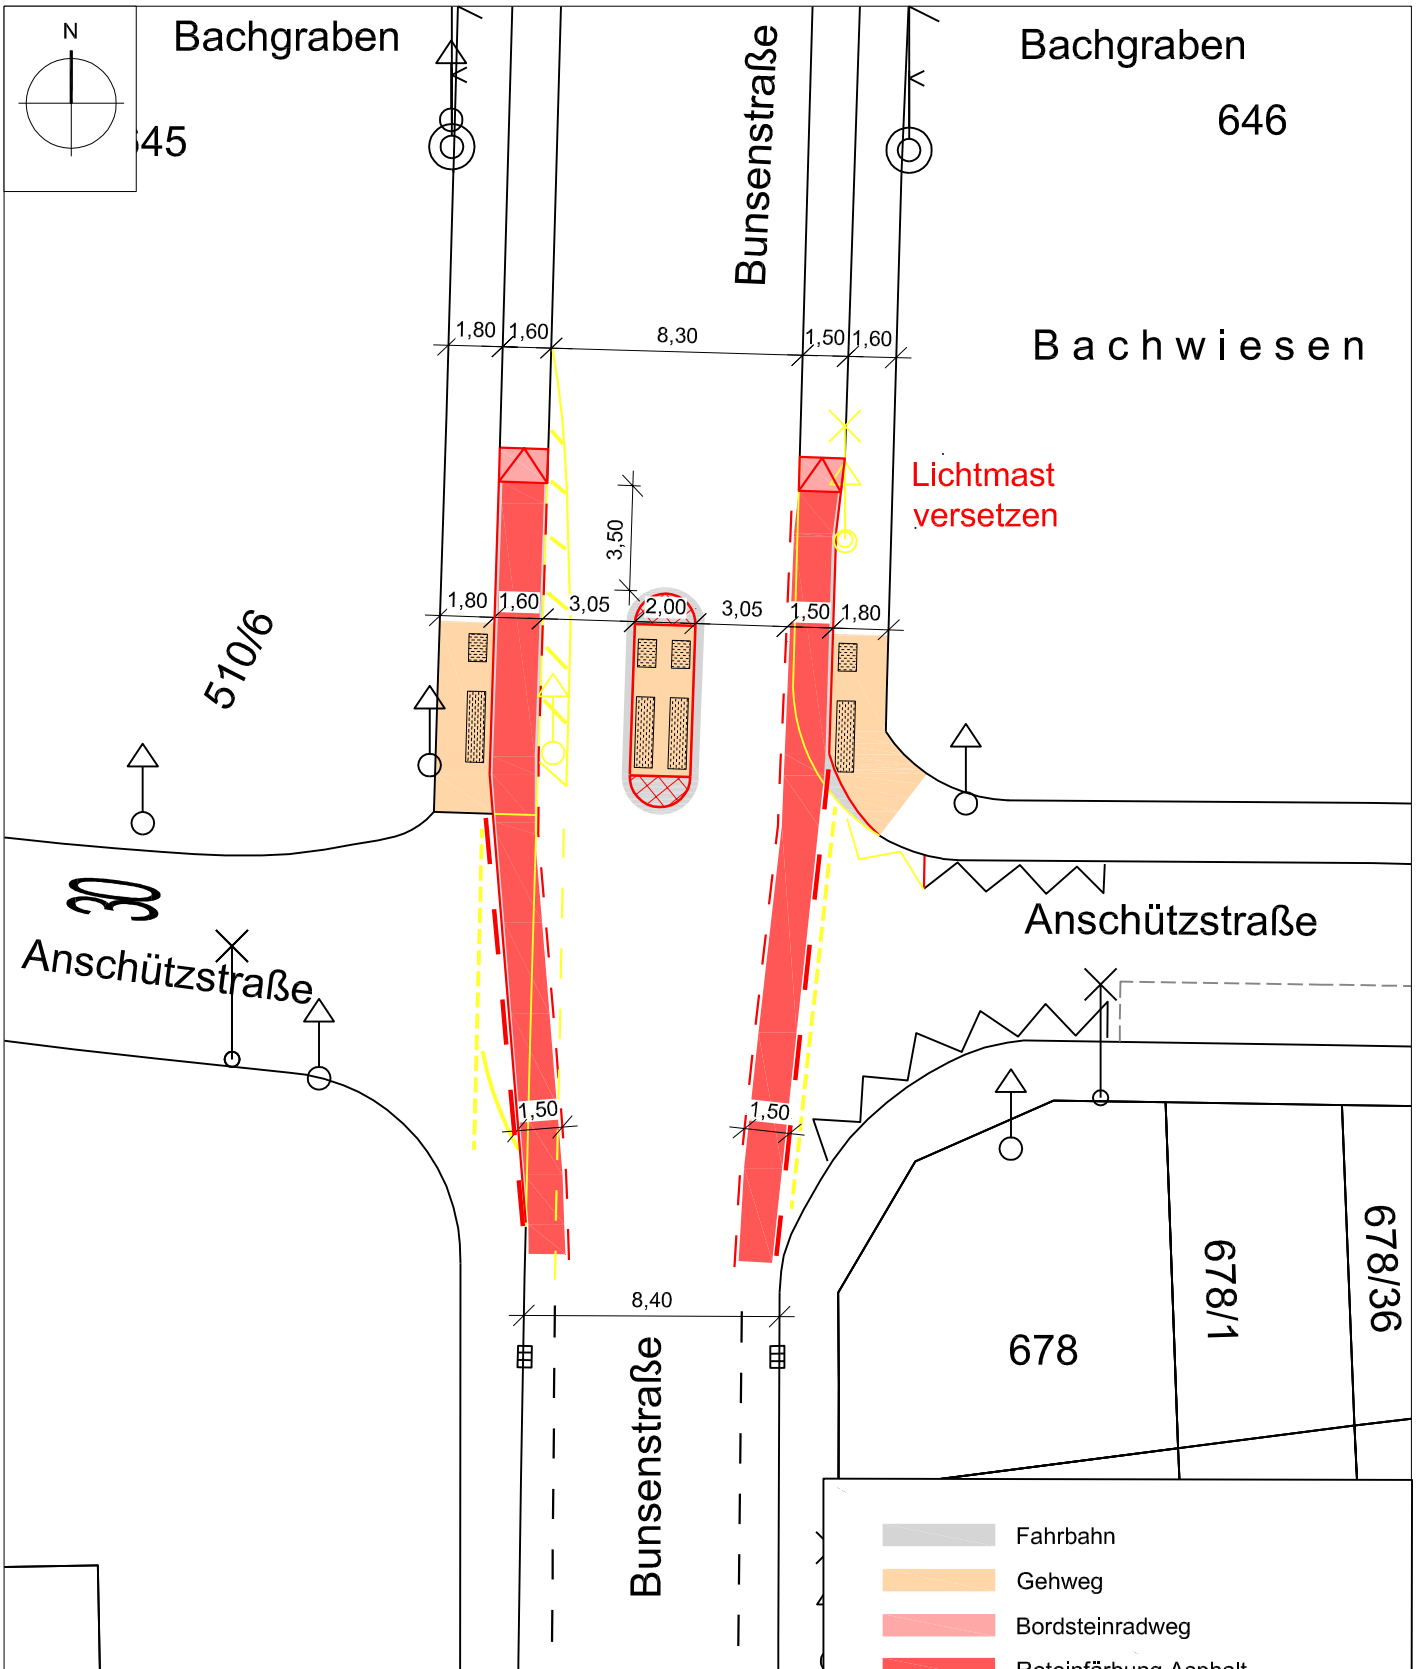 N
Bachgraben
Bunsenstraße
Bachgraben
646
1,80 1,60 8,30 1,50 1,60
Bachwiesen
Lichtmast
versetzen
3,50
1,80 1,60 3,05 2,00 3,05 1,50 1,80
510/6
30
Anschützstraße
Anschützstraße
1,50 1,50
8,40
Bunsenstraße
678
678/1
678/36
Fahrbahn
Gehweg
Bordsteinradweg
Roteinfärbung Asphalt